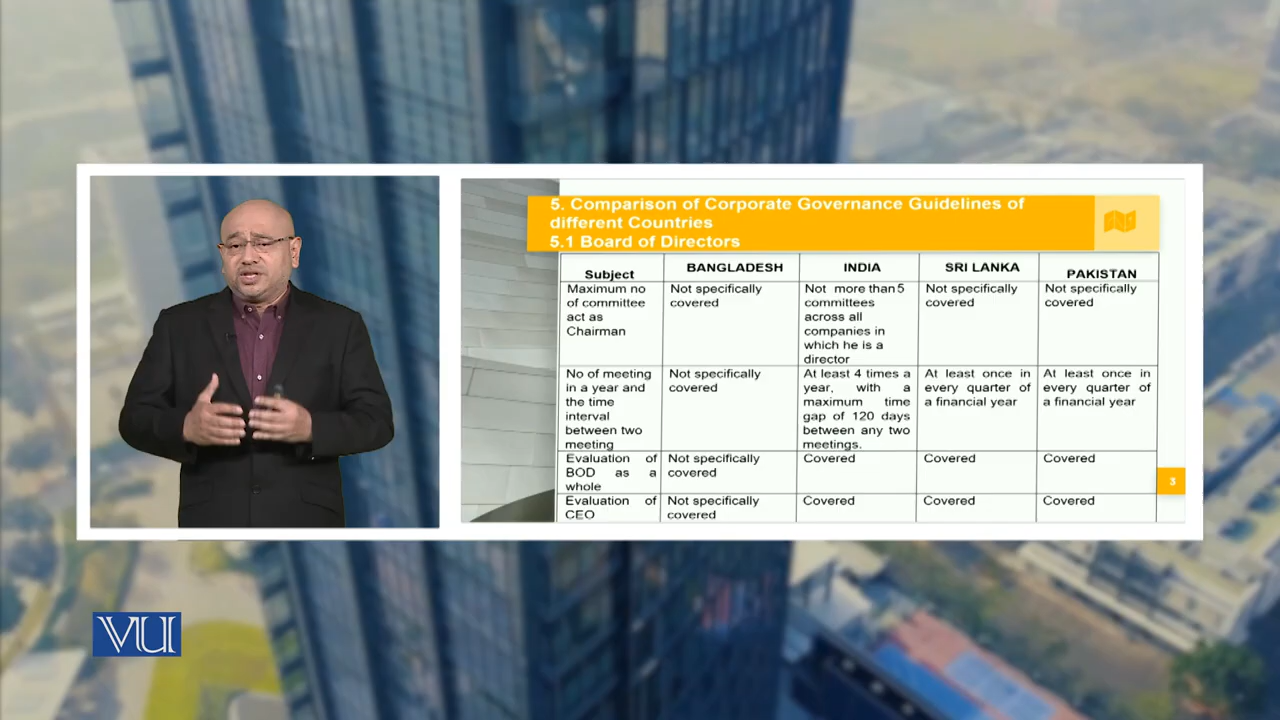 5. Comparison of Corporate Governance Guidelines of
different Countries
5.1 Board of Directors
Subject
BANGLADESH
INDIA
SRI LANKA
PAKISTAN
Maximum no
of committee
act as
Chairman
Not specifically
covered
Not more than 5
committees
across all
companies in
which he is a
director
Not specifically
covered
Not specifically
covered
No of meeting
in a year and
the time
interval
between two
meeting
Not specifically
covered
At least 4 times a
year, with a
maximum time
gap of 120 days
between any two
meetings.
At least once in
every quarter of
a financial year
At least once in
every quarter of
a financial year
Evaluation of
BOD as a
whole
Not specifically
covered
Covered
Covered
Covered
Evaluation of
CEO
Not specifically
covered
Covered
Covered
Covered
3
VU